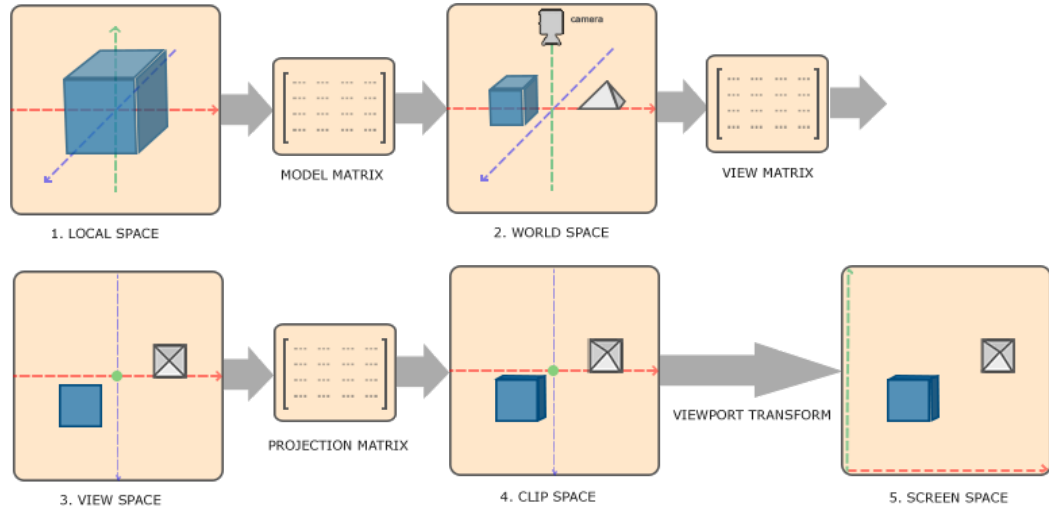 camera
MODEL MATRIX
VIEW MATRIX
1. LOCAL SPACE
2. WORLD SPACE
PROJECTION MATRIX
VIEWPORT TRANSFORM
3. VIEW SPACE
4. CLIP SPACE
5. SCREEN SPACE